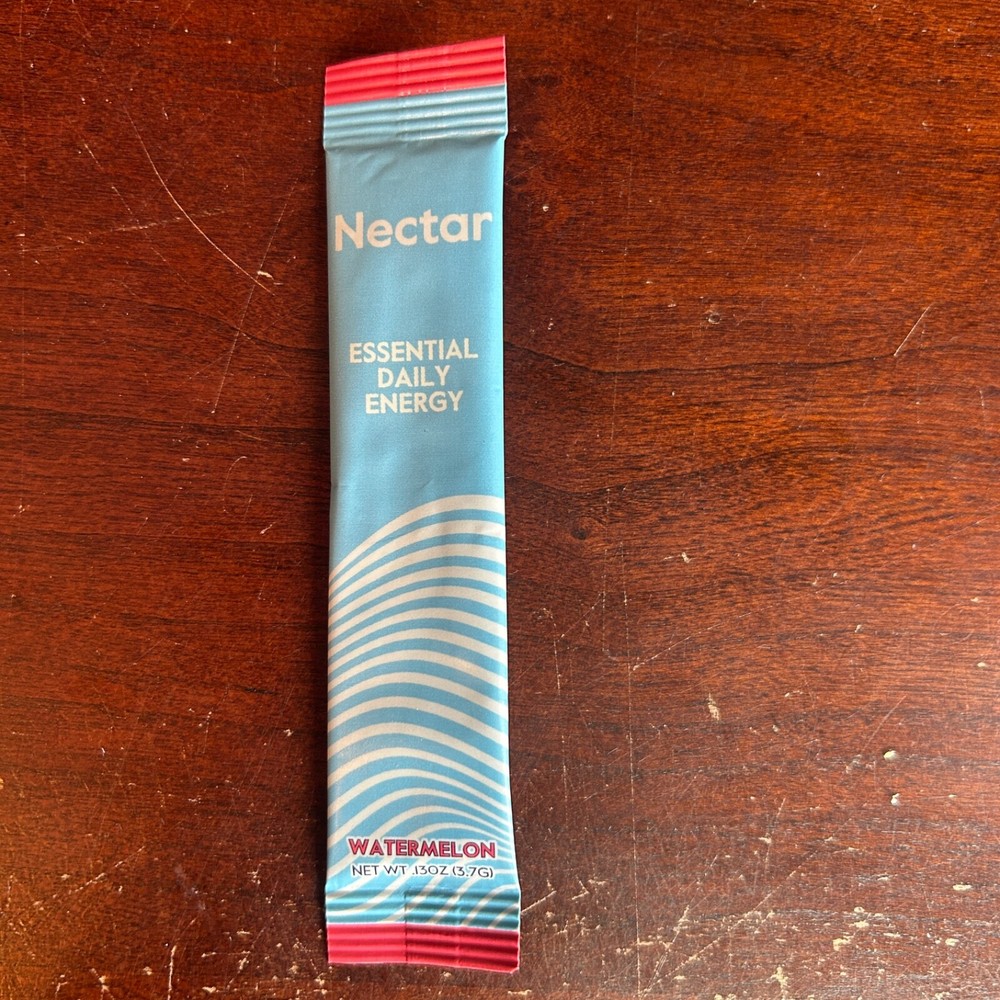 Nectar
ESSENTIAL
DAILY
ENERGY
WATERMELON
NET WT .13OZ (3.7G)